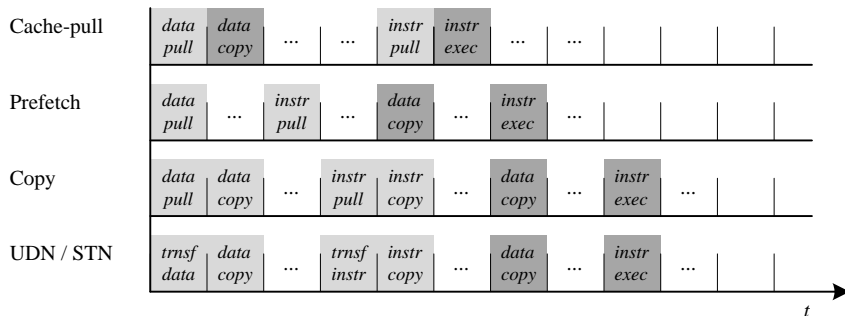 Cache-pull
data pull data copy ... ... instr pull instr exec ... ...
Prefetch
data pull ... instr pull ... data copy ... instr exec ...
Copy
data pull data copy ... instr pull instr copy ... data copy ... instr exec ...
UDN / STN
trnsf data data copy ... trnsf instr instr copy ... data copy ... instr exec ...
t